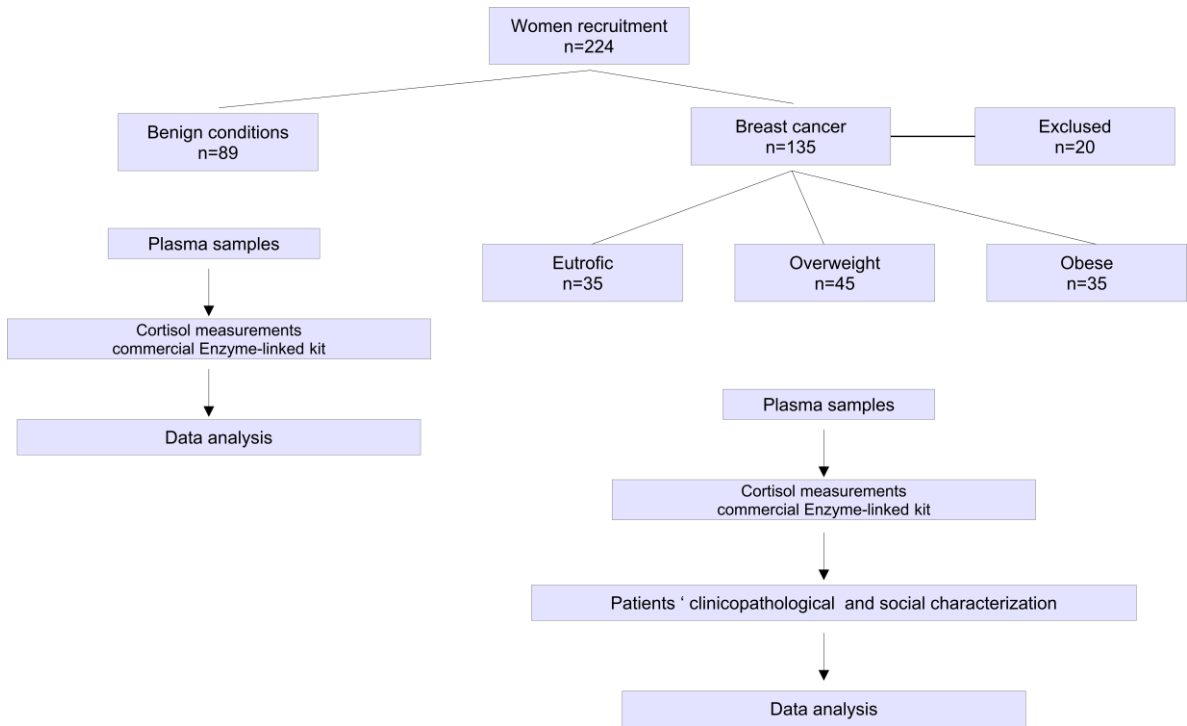 Women recruitment
n=224
Benign conditions
n=89
Breast cancer
n=135
Exclused
n=20
Plasma samples
Cortisol measurements
commercial Enzyme-linked kit
Data analysis
Eutrofic
n=35
Overweight
n=45
Obese
n=35
Plasma samples
Cortisol measurements
commercial Enzyme-linked kit
Patients ‘ clinicopathological and social characterization
Data analysis